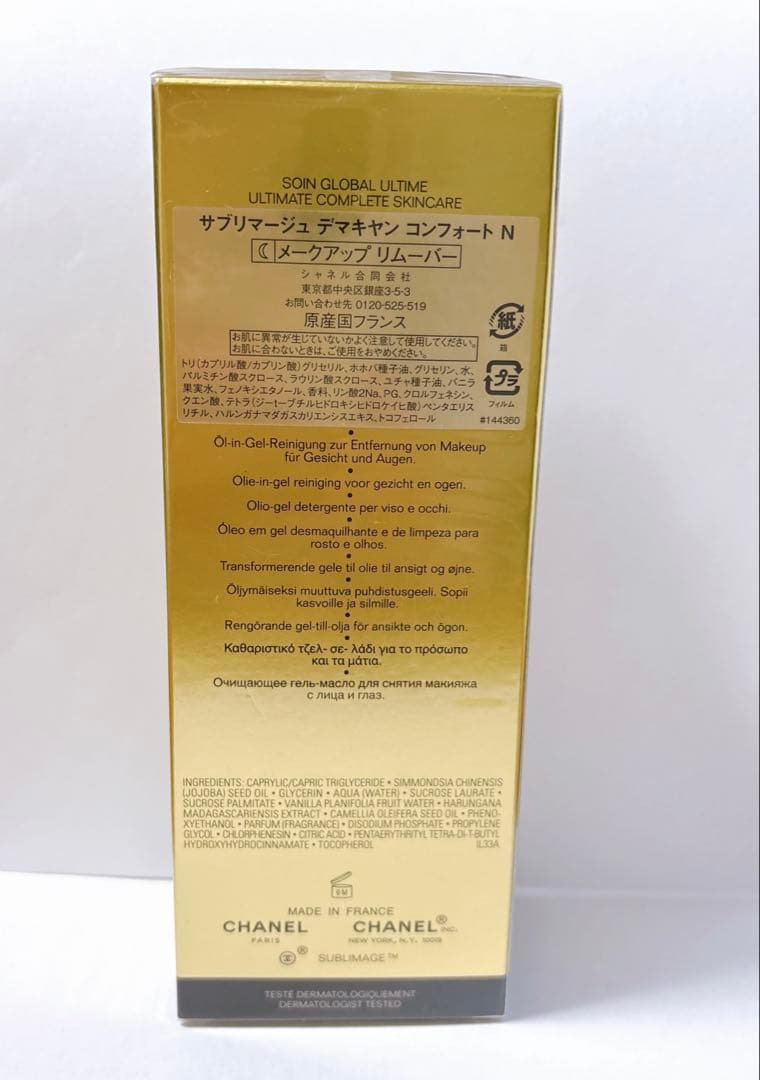 SOIN GLOBAL ULTIME
ULTIMATE COMPLETE SKINCARE
サブリマージュ デマキヤン コンフォート N
メークアップ リムーバー
シャネル合同会社
東京都中央区銀座3-5-3
お問い合わせ先 0120-525-519
原産国フランス
お肌に異常が生じていないかよく注意して使用してください。
お肌に合わないときは、ご使用をおやめください。
紙
箱
プラ
フィルム
トリ(カプリル酸/カプリン酸)グリセリル、ホホバ種子油、グリセリン、水、
パルミチン酸スクロース、ラウリン酸スクロース、ユチャ種子油、バニラ
果実水、フェノキシエタノール、香料、リン酸2Na、PG、クロルフェネシン、
クエン酸、テトラ(ジ-t-ブチルヒドロキシヒドロケイヒ酸)ペンタエリス
リチル、ハルンガナマダガスカリエンシスエキス、トコフェロール
#144360
Öl-in-Gel-Reinigung zur Entfernung von Makeup
für Gesicht und Augen.
•
Olie-in-gel reiniging voor gezicht en ogen.
•
Olio-gel detergente per viso e occhi.
•
Óleo em gel desmaquilhante e de limpeza para
rosto e olhos.
•
Transformerende gele til olie til ansigt og øjne.
•
Öljymäiseksi muuttuva puhdistusgeeli. Sopii
kasvoille ja silmille.
•
Rengörande gel-till-olja för ansikte och ögon.
•
Καθαριστικό τζελ- σε- λάδι για το πρόσωπο
και τα μάτια.
•
Очищающее гель-масло для снятия макияжа
с лица и глаз.
INGREDIENTS: CAPRYLIC/CAPRIC TRIGLYCERIDE • SIMMONDSIA CHINENSIS
(JOJOBA) SEED OIL • GLYCERIN • AQUA (WATER) • SUCROSE LAURATE •
SUCROSE PALMITATE • VANILLA PLANIFOLIA FRUIT WATER • HARUNGANA
MADAGASCARIENSIS EXTRACT • CAMELLIA OLEIFERA SEED OIL • PHENO-
XYETHANOL • PARFUM (FRAGRANCE) • DISODIUM PHOSPHATE • PROPYLENE
GLYCOL • CHLORPHENESIN • CITRIC ACID • PENTAERYTHRITYL TETRA-DI-T-BUTYL
HYDROXYHYDROCINNAMATE • TOCOPHEROL IL33A
6M
MADE IN FRANCE
CHANEL CHANEL® INC.
PARIS NEW YORK, N.Y. 10019
® SUBLIMAGE™
TESTÉ DERMATOLOGIQUEMENT
DERMATOLOGIST TESTED